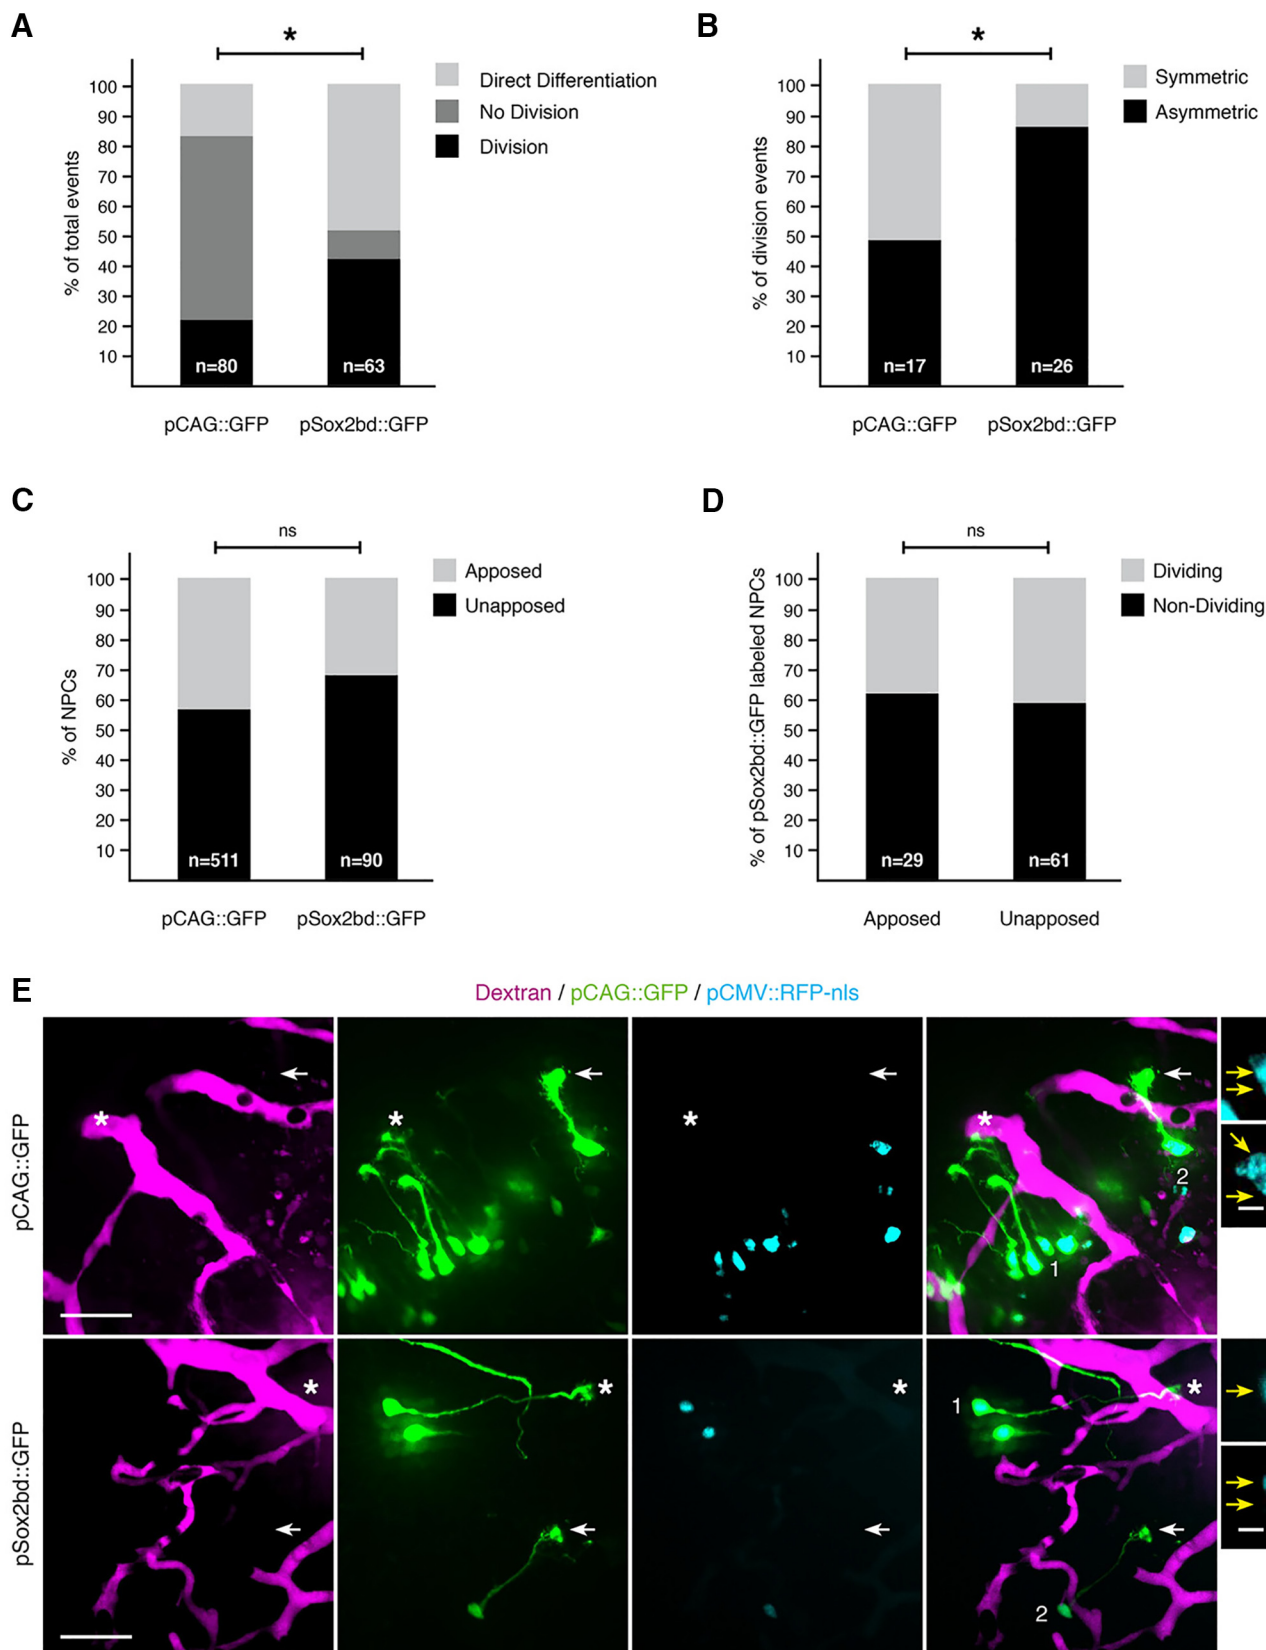 A
*
100
90
80
70
60
50
40
30
20
10
% of total events
n=80
n=63
pCAG::GFP
pSox2bd::GFP
Direct Differentiation
No Division
Division
B
*
100
90
80
70
60
50
40
30
20
10
% of division events
n=17
n=26
pCAG::GFP
pSox2bd::GFP
Symmetric
Asymmetric
C
ns
100
90
80
70
60
50
40
30
20
10
% of NPCs
n=511
n=90
pCAG::GFP
pSox2bd::GFP
Apposed
Unapposed
D
ns
100
90
80
70
60
50
40
30
20
10
% of pSox2bd::GFP labeled NPCs
n=29
n=61
Apposed
Unapposed
Dividing
Non-Dividing
E
Dextran / pCAG::GFP / pCMV::RFP-nls
pCAG::GFP
*
*
*
*
2
1
pSox2bd::GFP
*
*
*
*
1
2